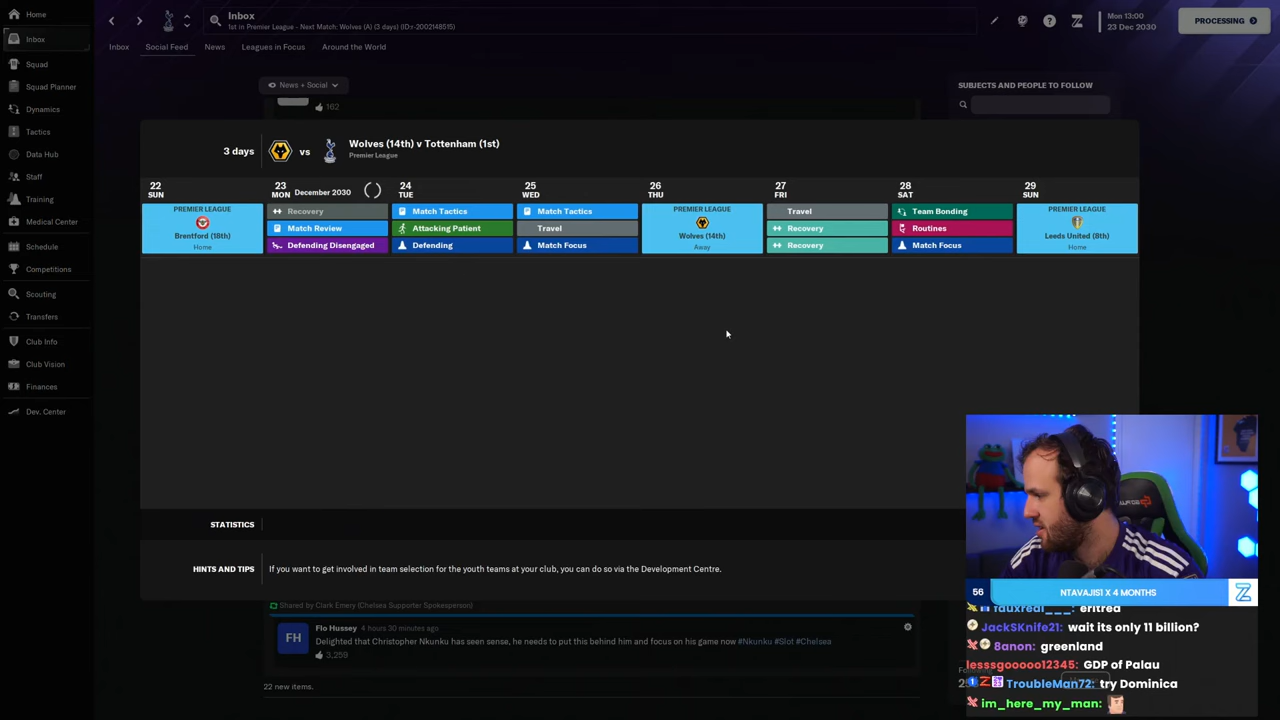 Home
Inbox
Squad
Squad Planner
Dynamics
Tactics
Data Hub
Staff
Training
Medical Center
Schedule
Competitions
Scouting
Transfers
Club Info
Club Vision
Finances
Dev. Center
Inbox
1st in Premier League - Next Match: Wolves (A) (3 days) (ID:r-2002148515)
Mon 13:00
23 Dec 2030
PROCESSING
Inbox
Social Feed
News
Leagues in Focus
Around the World
News + Social
SUBJECTS AND PEOPLE TO FOLLOW
162
3 days
vs
Wolves (14th) v Tottenham (1st)
Premier League
22
SUN
23
MON
December 2030
24
TUE
25
WED
26
THU
27
FRI
28
SAT
29
SUN
PREMIER LEAGUE
Brentford (18th)
Home
Recovery
Match Review
Defending Disengaged
Match Tactics
Attacking Patient
Defending
Match Tactics
Travel
Match Focus
PREMIER LEAGUE
Wolves (14th)
Away
Travel
Recovery
Recovery
Team Bonding
Routines
Match Focus
PREMIER LEAGUE
Leeds United (8th)
Home
STATISTICS
HINTS AND TIPS
If you want to get involved in team selection for the youth teams at your club, you can do so via the Development Centre.
Shared by Clark Emery (Chelsea Supporter Spokesperson)
FH
Flo Hussey 4 hours 30 minutes ago
Delighted that Christopher Nkunku has seen sense, he needs to put this behind him and focus on his game now #Nkunku #Slot #Chelsea
3,259
22 new items.
56
NTAVAJIS1 X 4 MONTHS
fauxreal___: eritrea
JackSKnife21: wait its only 11 billion?
8anon: greenland
lesssgooooo12345: GDP of Palau
TroubleMan72: try Dominica
im_here_my_man: